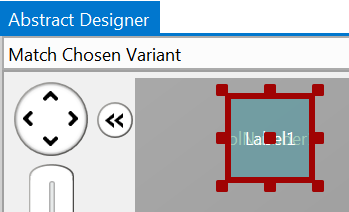 Abstract Designer
Match Chosen Variant
Label1